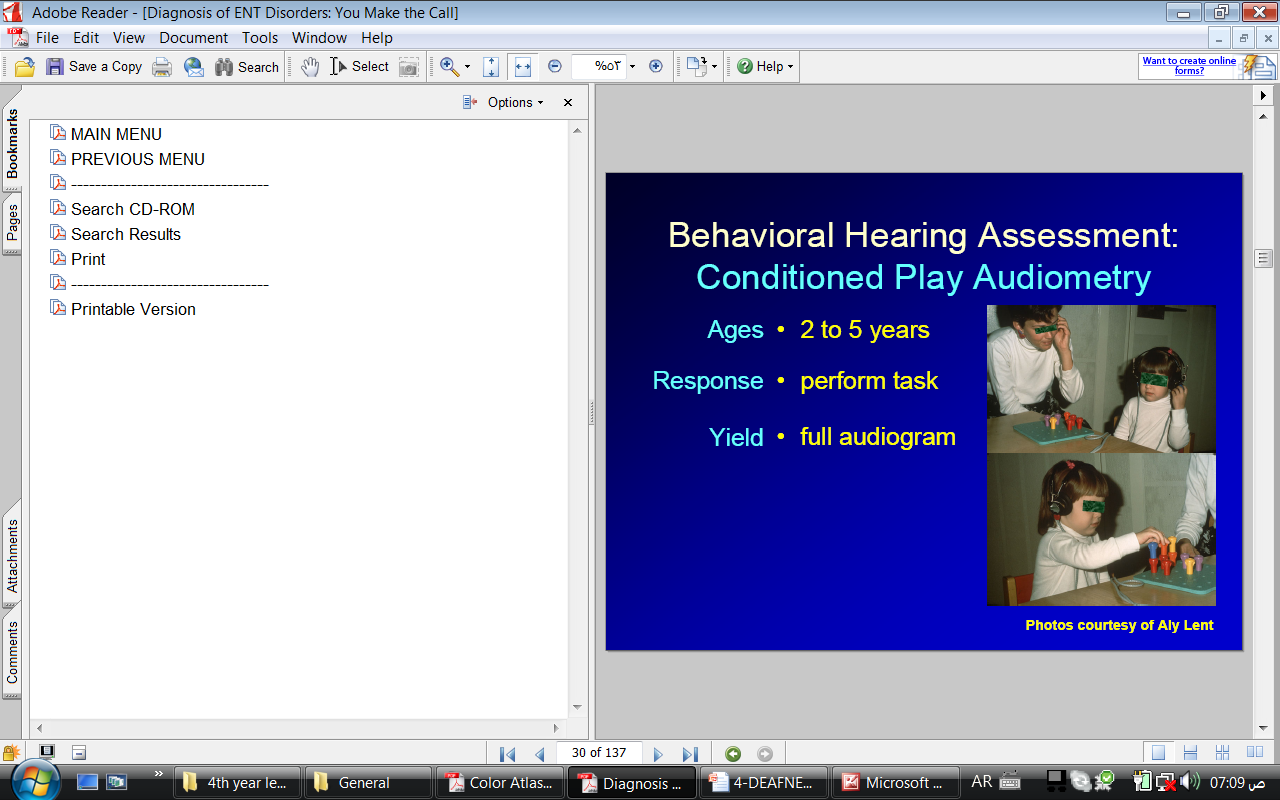 Adobe Reader - [Diagnosis of ENT Disorders: You Make the Call]
File Edit View Document Tools Window Help
Save a Copy Search Select %٥٣ Help
Want to create online forms?
Options
Bookmarks
Pages
Attachments
Comments
MAIN MENU
PREVIOUS MENU
---------------------------------
Search CD-ROM
Search Results
Print
---------------------------------
Printable Version
Behavioral Hearing Assessment:
Conditioned Play Audiometry
Ages • 2 to 5 years
Response • perform task
Yield • full audiogram
Photos courtesy of Aly Lent
30 of 137
4th year le... General Color Atlas... Diagnosis ... 4-DEAFNE... Microsoft ... AR 07:09 ص